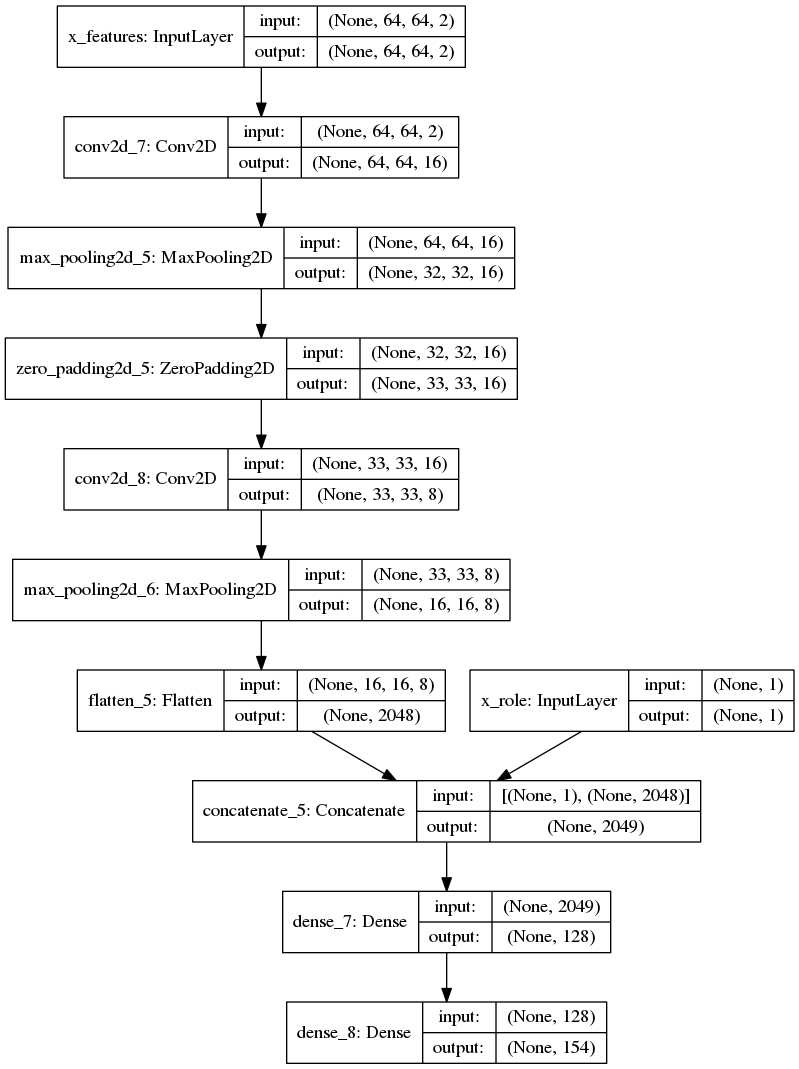 x_features: InputLayer
input:
(None, 64, 64, 2)
output:
(None, 64, 64, 2)
conv2d_7: Conv2D
input:
(None, 64, 64, 2)
output:
(None, 64, 64, 16)
max_pooling2d_5: MaxPooling2D
input:
(None, 64, 64, 16)
output:
(None, 32, 32, 16)
zero_padding2d_5: ZeroPadding2D
input:
(None, 32, 32, 16)
output:
(None, 33, 33, 16)
conv2d_8: Conv2D
input:
(None, 33, 33, 16)
output:
(None, 33, 33, 8)
max_pooling2d_6: MaxPooling2D
input:
(None, 33, 33, 8)
output:
(None, 16, 16, 8)
flatten_5: Flatten
input:
(None, 16, 16, 8)
output:
(None, 2048)
x_role: InputLayer
input:
(None, 1)
output:
(None, 1)
concatenate_5: Concatenate
input:
[(None, 1), (None, 2048)]
output:
(None, 2049)
dense_7: Dense
input:
(None, 2049)
output:
(None, 128)
dense_8: Dense
input:
(None, 128)
output:
(None, 154)